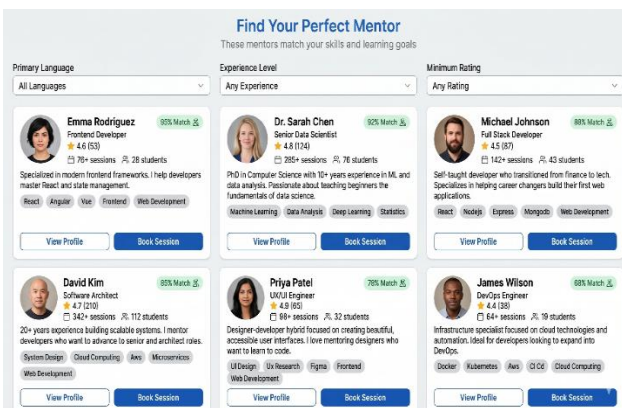 Find Your Perfect Mentor
These mentors match your skills and learning goals
Primary Language
Experience Level
Minimum Rating
All Languages
Any Experience
Any Rating
Emma Rodriguez
95% Match
Frontend Developer
4.6 (53)
76+ sessions 28 students
Specialized in modern frontend frameworks. I help developers
master React and state management.
React Angular Vue Frontend Web Development
View Profile Book Session
Dr. Sarah Chen
92% Match
Senior Data Scientist
4.8 (124)
285+ sessions 76 students
PhD in Computer Science with 10+ years experience in ML and
data analysis. Passionate about teaching beginners the
fundamentals of data science.
Machine Learning Data Analysis Deep Learning Statistics
View Profile Book Session
Michael Johnson
88% Match
Full Stack Developer
4.5 (87)
142+ sessions 43 students
Self-taught developer who transitioned from finance to tech.
Specializes in helping career changers build their first web
applications.
React Nodejs Express Mongodb Web Development
View Profile Book Session
David Kim
85% Match
Software Architect
4.7 (210)
342+ sessions 112 students
20+ years experience building scalable systems. I mentor
developers who want to advance to senior and architect roles.
System Design Cloud Computing Aws Microservices
Web Development
View Profile Book Session
Priya Patel
78% Match
UX/UI Engineer
4.9 (65)
98+ sessions 32 students
Designer-developer hybrid focused on creating beautiful,
accessible user interfaces. I love mentoring designers who
want to learn to code.
UI Design Ux Research Figma Frontend
Web Development
View Profile Book Session
James Wilson
68% Match
DevOps Engineer
4.4 (38)
64+ sessions 19 students
Infrastructure specialist focused on cloud technologies and
automation. Ideal for developers looking to expand into
DevOps.
Docker Kubernetes Aws CI Cd Cloud Computing
View Profile Book Session